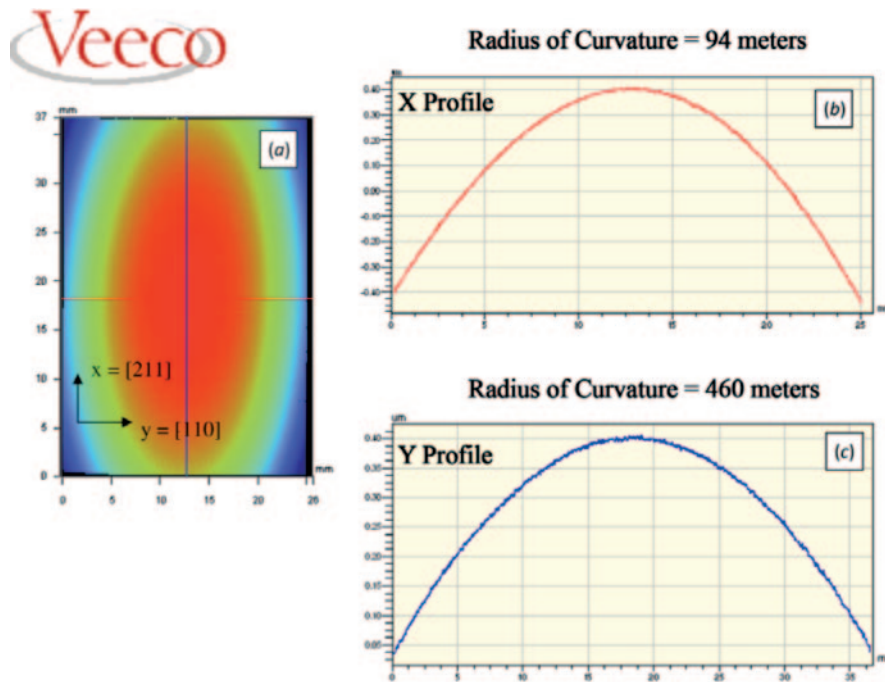 Veeco
Radius of Curvature = 94 meters
X Profile
(b)
0.40
0.30
0.20
0.10
0.00
-0.10
-0.20
-0.30
-0.40
0 5 10 15 20 25
mm
37
30
25
20
15
10
5
0
(a)
x = [211]
y = [110]
mm
0 5 10 15 20 26
Radius of Curvature = 460 meters
um
Y Profile
(c)
0.40
0.35
0.30
0.25
0.20
0.15
0.10
0.05
0 5 10 15 20 25 30 35